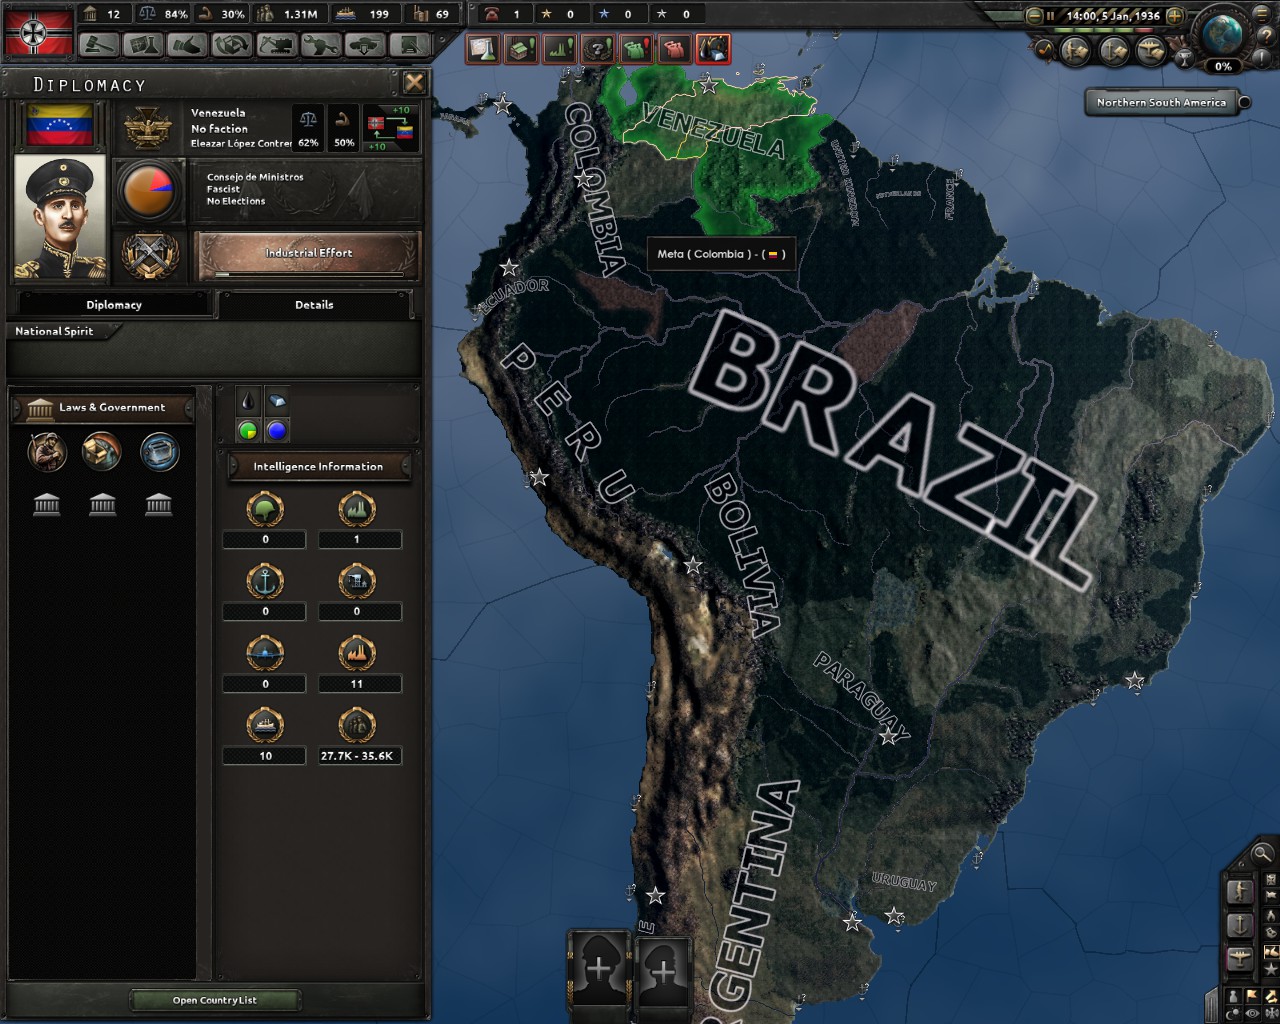 12
84%
30%
1.31M
199
69
1
0
0
0
14:00, 5 Jan, 1936
0%
DIPLOMACY
Northern South America
Venezuela
No faction
Eleazar López Contrer
62%
50%
+10
+10
Consejo de Ministros
Fascist
No Elections
Industrial Effort
Diplomacy
Details
National Spirit
Laws & Government
Intelligence Information
0
1
0
0
0
11
10
27.7K - 35.6K
Open Country List
VENEZUELA
COLOMBIA
Meta ( Colombia ) - ( )
ECUADOR
FRANCE
PERU
BRAZIL
BOLIVIA
PARAGUAY
URUGUAY
GENTINA
E